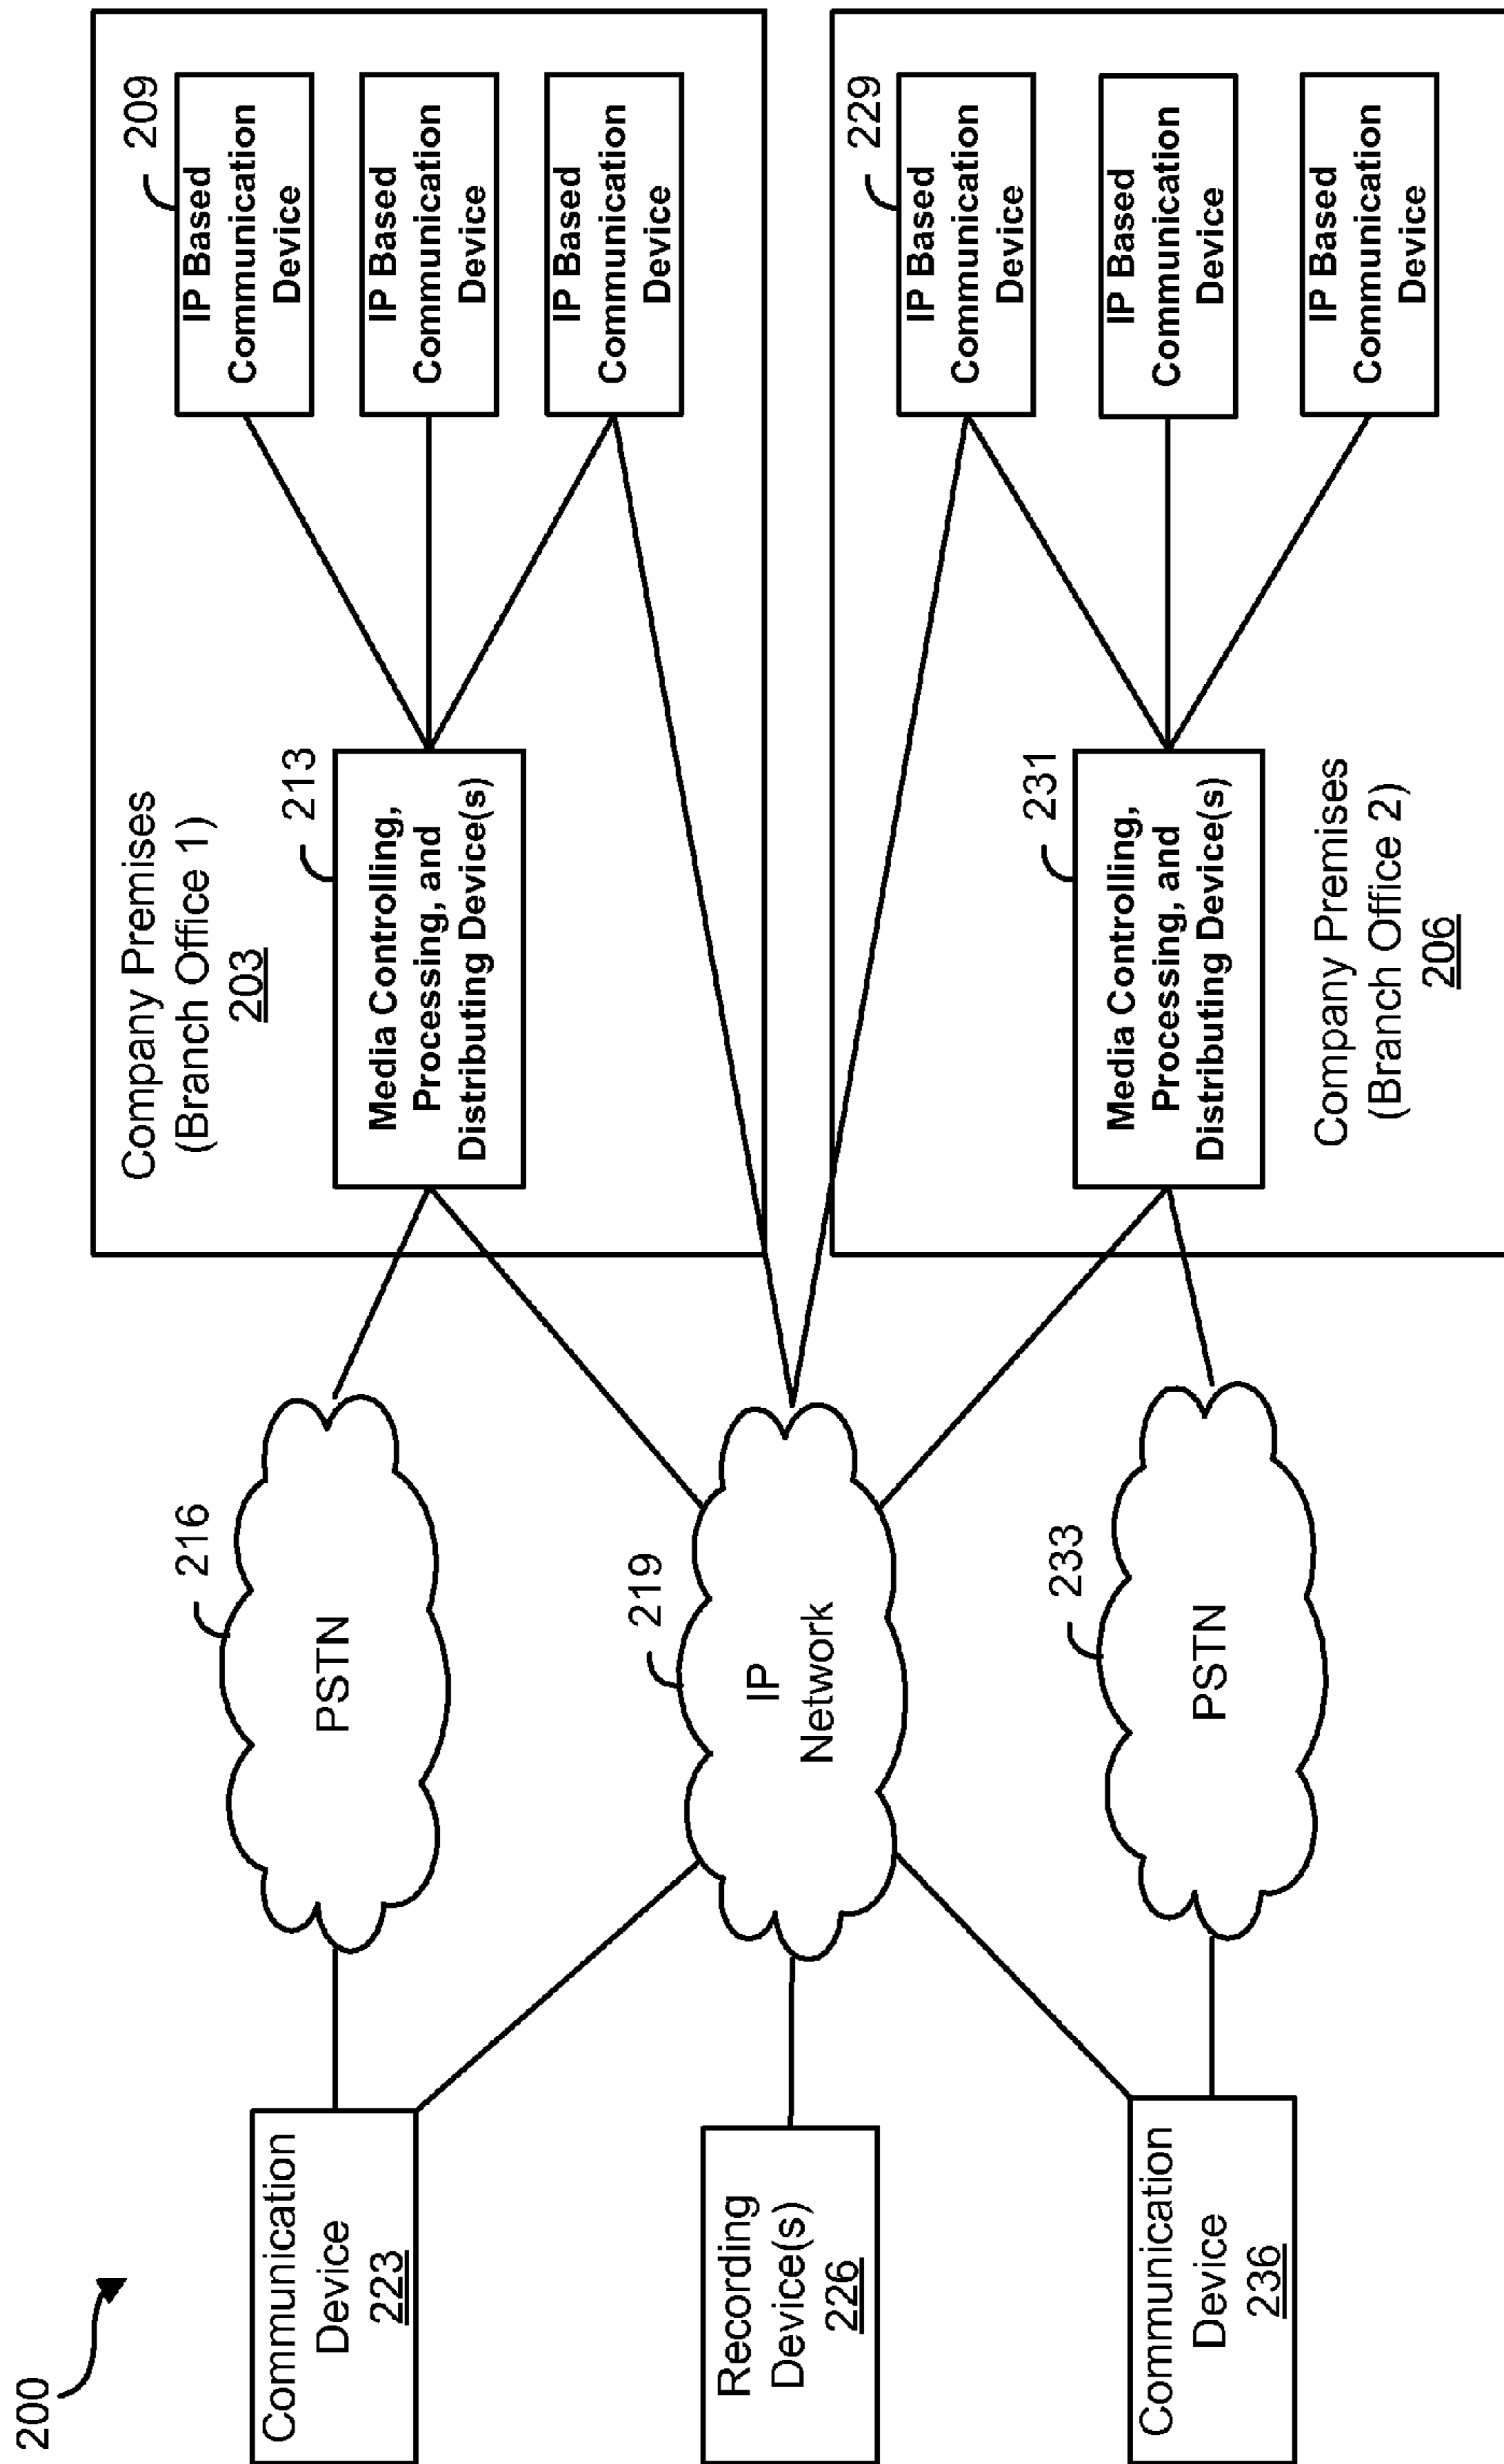 200
Communication
Device
223
Recording
Device(s)
226
Communication
Device
236
216
PSTN
219
IP
Network
233
PSTN
Company Premises
(Branch Office 1)
203
213
Media Controlling,
Processing, and
Distributing Device(s)
209
IP Based
Communication
Device
IP Based
Communication
Device
IP Based
Communication
Device
231
Media Controlling,
Processing, and
Distributing Device(s)
Company Premises
(Branch Office 2)
206
229
IP Based
Communication
Device
IP Based
Communication
Device
IP Based
Communication
Device